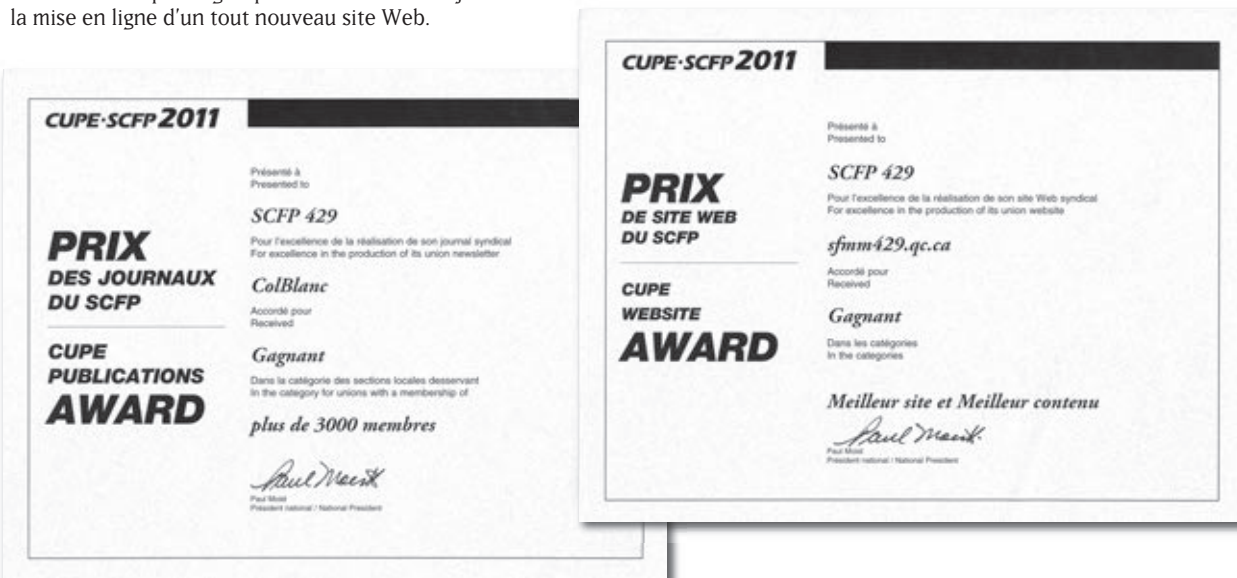 la mise en ligne d'un tout nouveau site Web.
CUPE·SCFP 2011
PRIX
DES JOURNAUX
DU SCFP
CUPE
PUBLICATIONS
AWARD
Présenté à
Presented to
SCFP 429
Pour l'excellence de la réalisation de son journal syndical
For excellence in the production of its union newsletter
ColBlanc
Accordé pour
Received
Gagnant
Dans la catégorie des sections locales desservant
In the category for unions with a membership of
plus de 3000 membres
Paul Moist
Paul Moist
Président national / National President
CUPE·SCFP 2011
PRIX
DE SITE WEB
DU SCFP
CUPE
WEBSITE
AWARD
Présenté à
Presented to
SCFP 429
Pour l'excellence de la réalisation de son site Web syndical
For excellence in the production of its union website
sfmm429.qc.ca
Accordé pour
Received
Gagnant
Dans les catégories
In the categories
Meilleur site et Meilleur contenu
Paul Moist
Paul Moist
Président national / National President